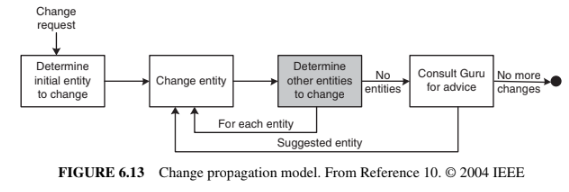 Change
request
Determine
initial entity
to change
Change entity
Determine
other entities
to change
No
entities
Consult Guru
for advice
No more
changes
For each entity
Suggested entity
FIGURE 6.13 Change propagation model. From Reference 10. © 2004 IEEE